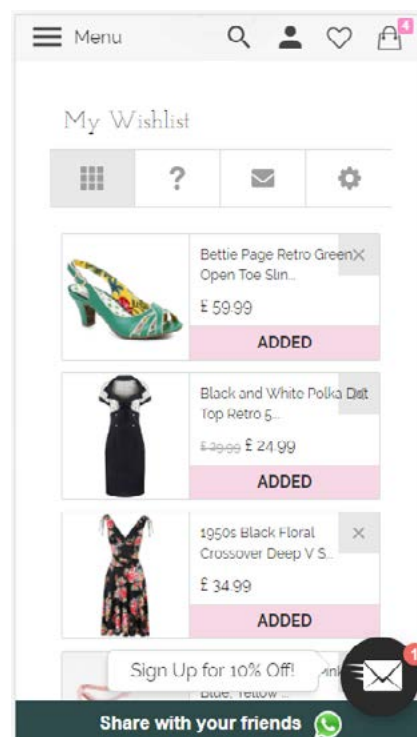 Menu
4
My Wishlist
?
Bettie Page Retro Green
Open Toe Slin...
£ 59.99
ADDED
Black and White Polka Dot
Top Retro 5...
£ 29.99 £ 24.99
ADDED
1950s Black Floral
Crossover Deep V S...
£ 34.99
ADDED
Sign Up for 10% Off!
1
Blue, Yellow ...
Share with your friends